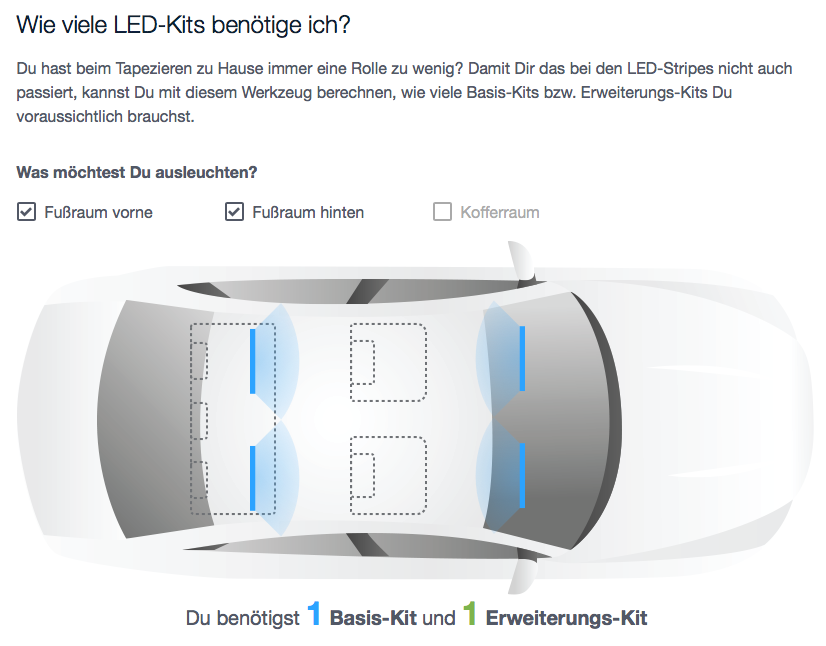 Wie viele LED-Kits benötige ich?
Du hast beim Tapezieren zu Hause immer eine Rolle zu wenig? Damit Dir das bei den LED-Stripes nicht auch
passiert, kannst Du mit diesem Werkzeug berechnen, wie viele Basis-Kits bzw. Erweiterungs-Kits Du
voraussichtlich brauchst.
Was möchtest Du ausleuchten?
Fußraum vorne Fußraum hinten Kofferraum
Du benötigst 1 Basis-Kit und 1 Erweiterungs-Kit